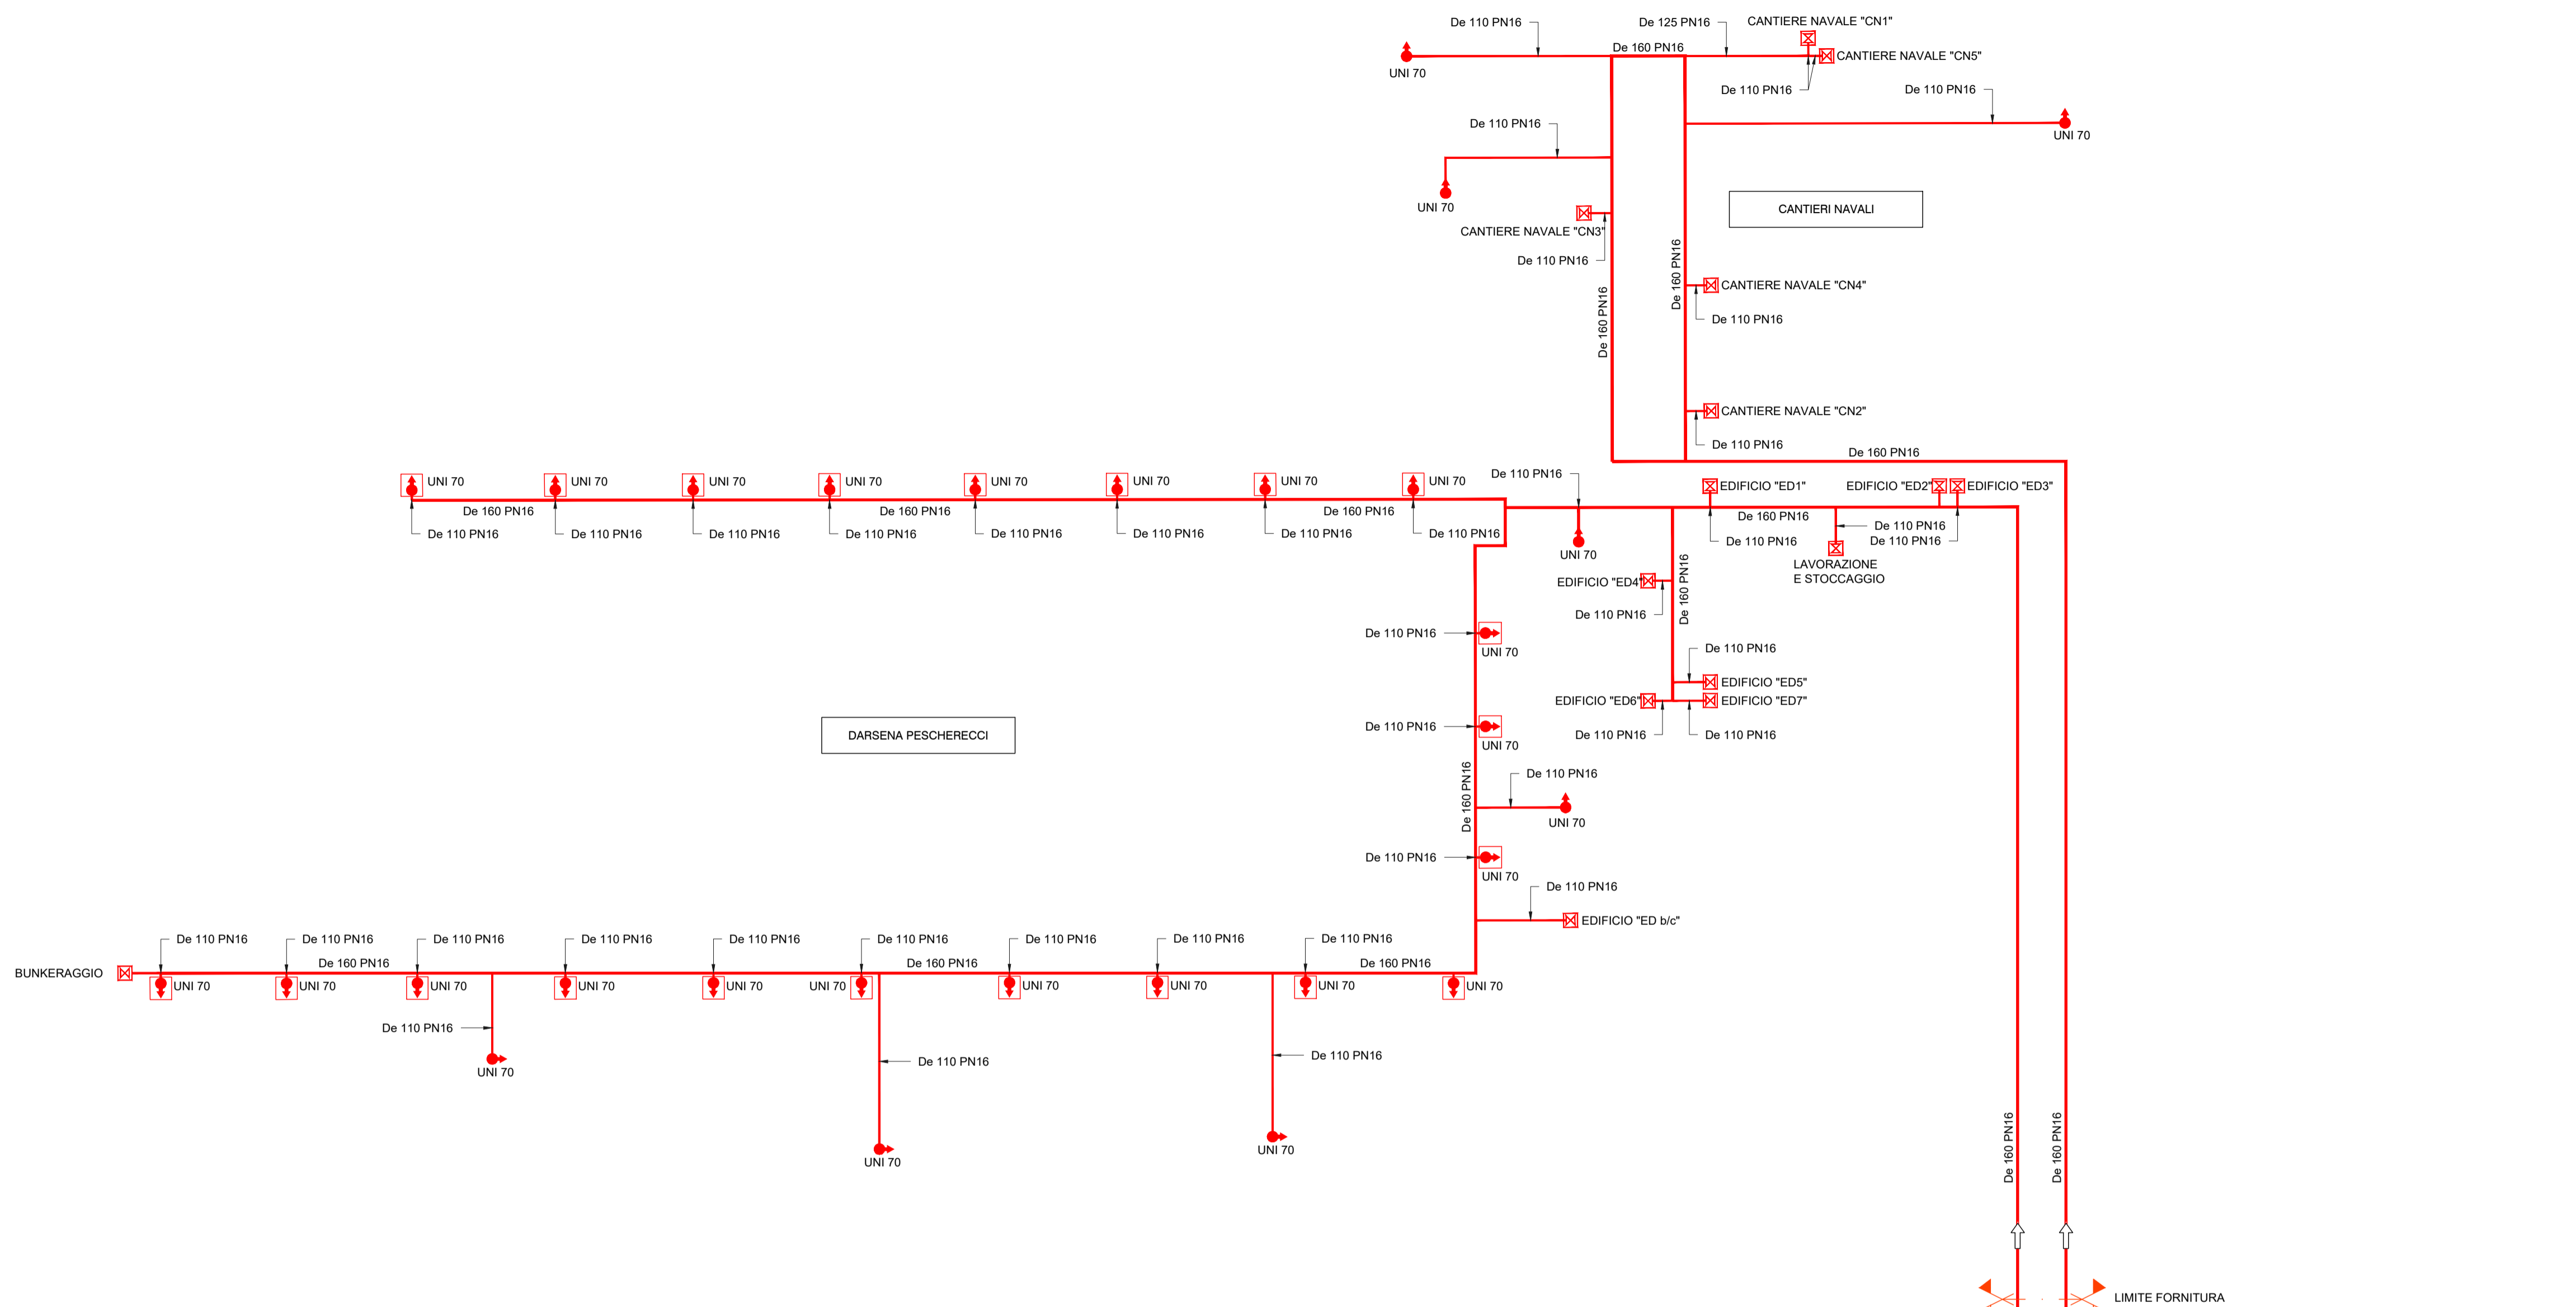 De 110 PN16
De 125 PN16
CANTIERE NAVALE "CN1"
De 160 PN16
CANTIERE NAVALE "CN5"
UNI 70
De 110 PN16
De 110 PN16
De 110 PN16
UNI 70
UNI 70
CANTIERI NAVALI
CANTIERE NAVALE "CN3"
De 110 PN16
De 160 PN16
De 160 PN16
CANTIERE NAVALE "CN4"
De 110 PN16
CANTIERE NAVALE "CN2"
De 110 PN16
De 160 PN16
UNI 70
UNI 70
UNI 70
UNI 70
UNI 70
UNI 70
UNI 70
UNI 70
De 110 PN16
EDIFICIO "ED1"
EDIFICIO "ED2"
EDIFICIO "ED3"
De 160 PN16
De 160 PN16
De 160 PN16
De 160 PN16
De 110 PN16
De 110 PN16
De 110 PN16
De 110 PN16
De 110 PN16
De 110 PN16
De 110 PN16
De 110 PN16
De 110 PN16
De 110 PN16
De 110 PN16
UNI 70
LAVORAZIONE
E STOCCAGGIO
De 160 PN16
EDIFICIO "ED4"
De 110 PN16
De 110 PN16
UNI 70
De 110 PN16
EDIFICIO "ED5"
EDIFICIO "ED6"
EDIFICIO "ED7"
De 110 PN16
De 110 PN16
De 110 PN16
UNI 70
DARSENA PESCHERECCI
De 160 PN16
De 110 PN16
UNI 70
De 110 PN16
UNI 70
De 110 PN16
EDIFICIO "ED b/c"
De 110 PN16
De 110 PN16
De 110 PN16
De 110 PN16
De 110 PN16
De 110 PN16
De 110 PN16
De 110 PN16
De 110 PN16
BUNKERAGGIO
De 160 PN16
De 160 PN16
De 160 PN16
UNI 70
UNI 70
UNI 70
UNI 70
UNI 70
UNI 70
UNI 70
UNI 70
UNI 70
UNI 70
De 110 PN16
UNI 70
De 110 PN16
UNI 70
De 110 PN16
UNI 70
De 160 PN16
De 160 PN16
LIMITE FORNITURA